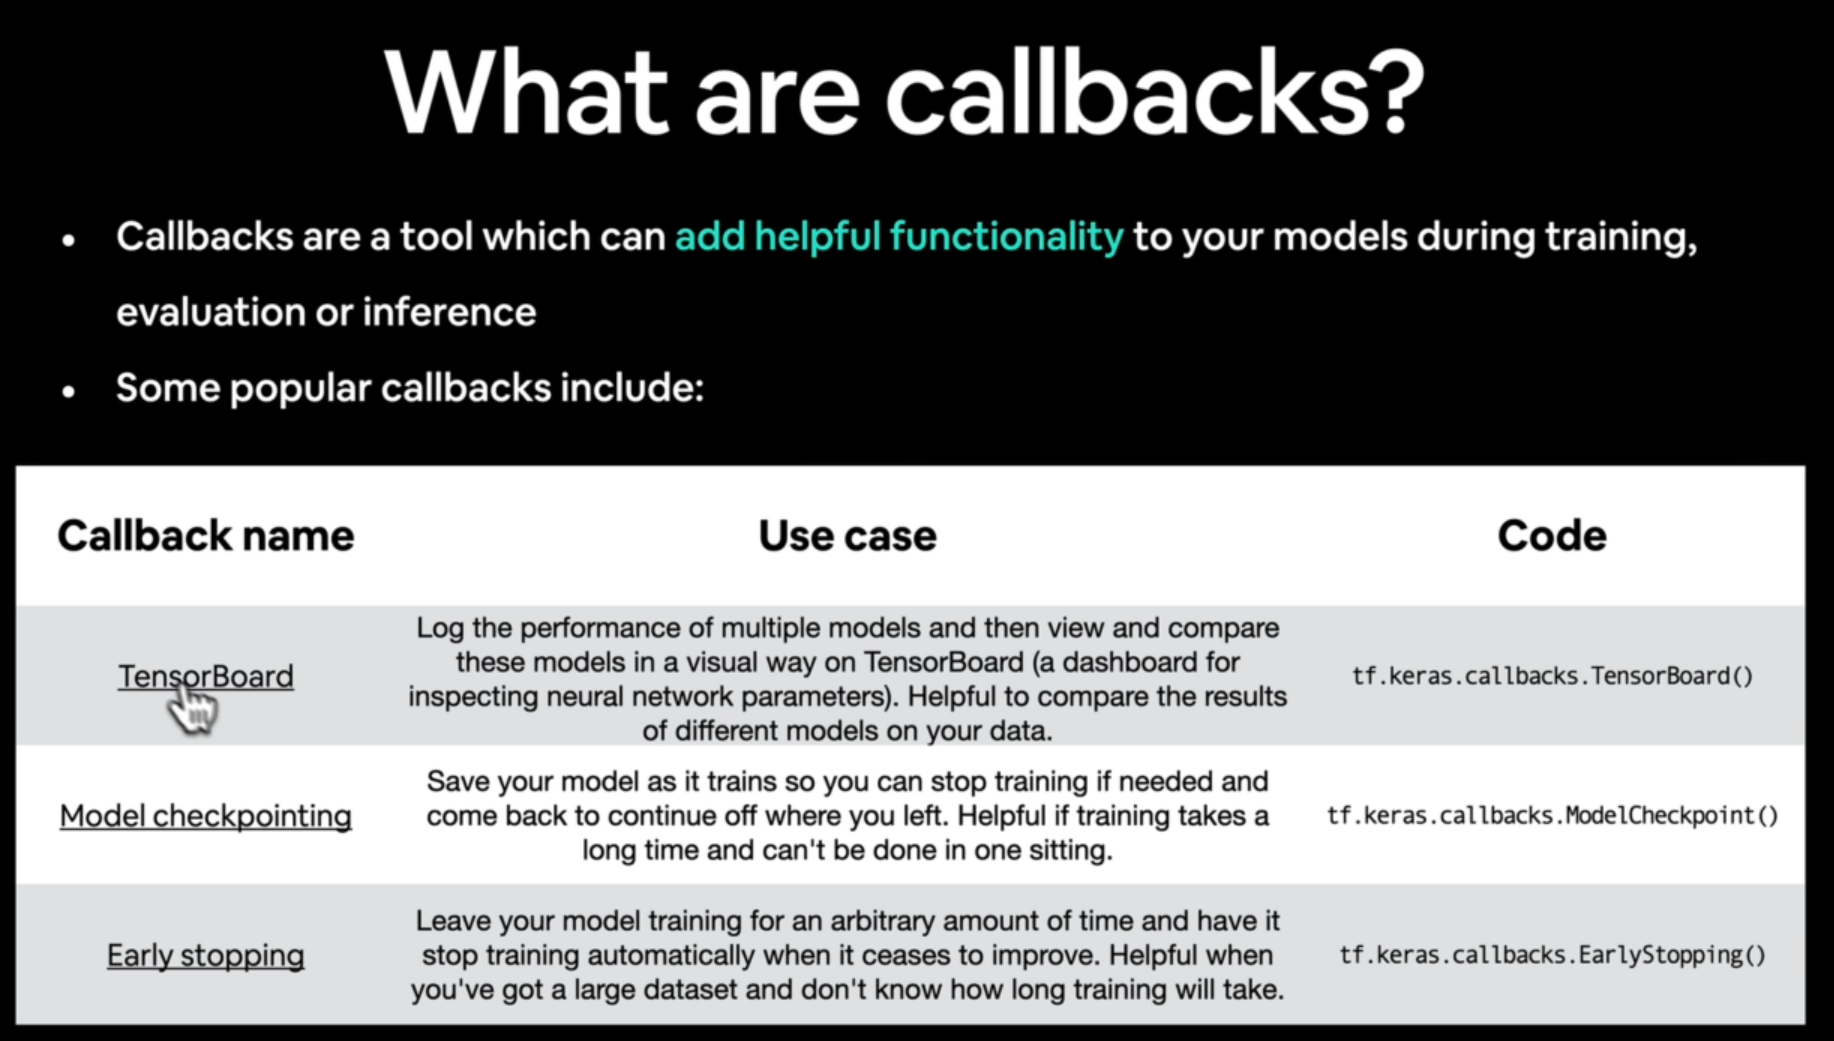 What are callbacks?
• Callbacks are a tool which can add helpful functionality to your models during training,
evaluation or inference
• Some popular callbacks include:
Callback name
Use case
Code
TensorBoard
Log the performance of multiple models and then view and compare
these models in a visual way on TensorBoard (a dashboard for
inspecting neural network parameters). Helpful to compare the results
of different models on your data.
tf.keras.callbacks.TensorBoard()
Model checkpointing
Save your model as it trains so you can stop training if needed and
come back to continue off where you left. Helpful if training takes a
long time and can't be done in one sitting.
tf.keras.callbacks.ModelCheckpoint()
Early stopping
Leave your model training for an arbitrary amount of time and have it
stop training automatically when it ceases to improve. Helpful when
you've got a large dataset and don't know how long training will take.
tf.keras.callbacks.EarlyStopping()